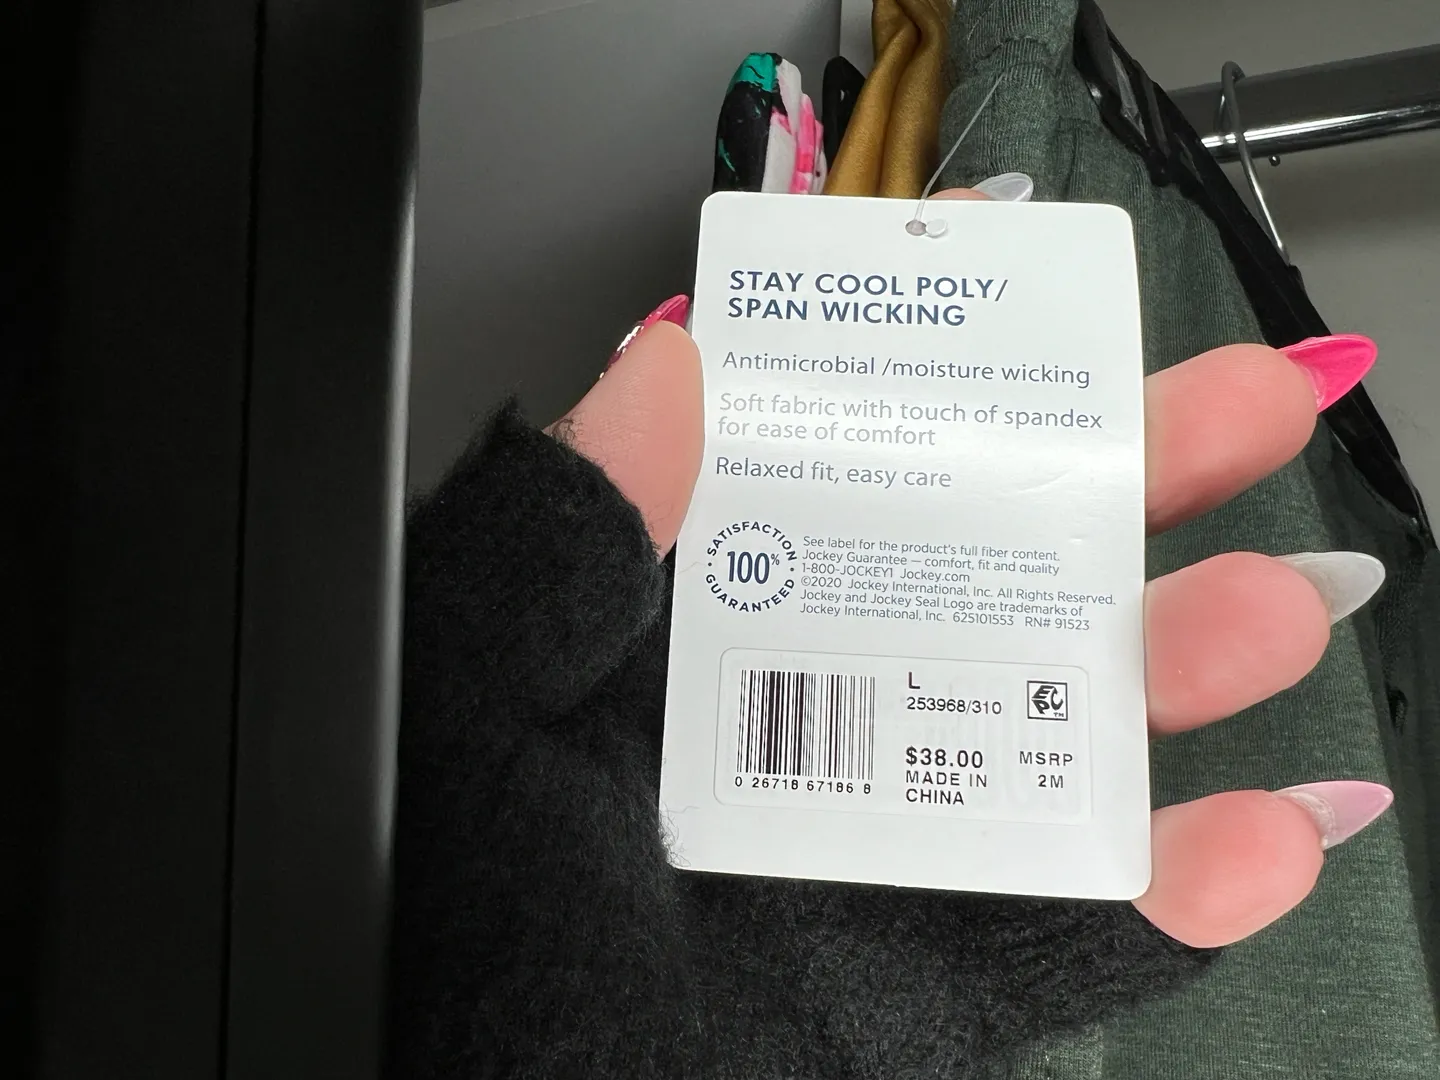 STAY COOL POLY/
SPAN WICKING
Antimicrobial /moisture wicking
Soft fabric with touch of spandex
for ease of comfort
Relaxed fit, easy care
SATISFACTION
100%
GUARANTEED
See label for the product's full fiber content.
Jockey Guarantee — comfort, fit and quality
1-800-JOCKEY1 Jockey.com
©2020 Jockey International, Inc. All Rights Reserved.
Jockey and Jockey Seal Logo are trademarks of
Jockey International, Inc. 625101553 RN# 91523
L
253968/310
EPC™
$38.00 MSRP
MADE IN 2M
CHINA
0 26718 67186 8